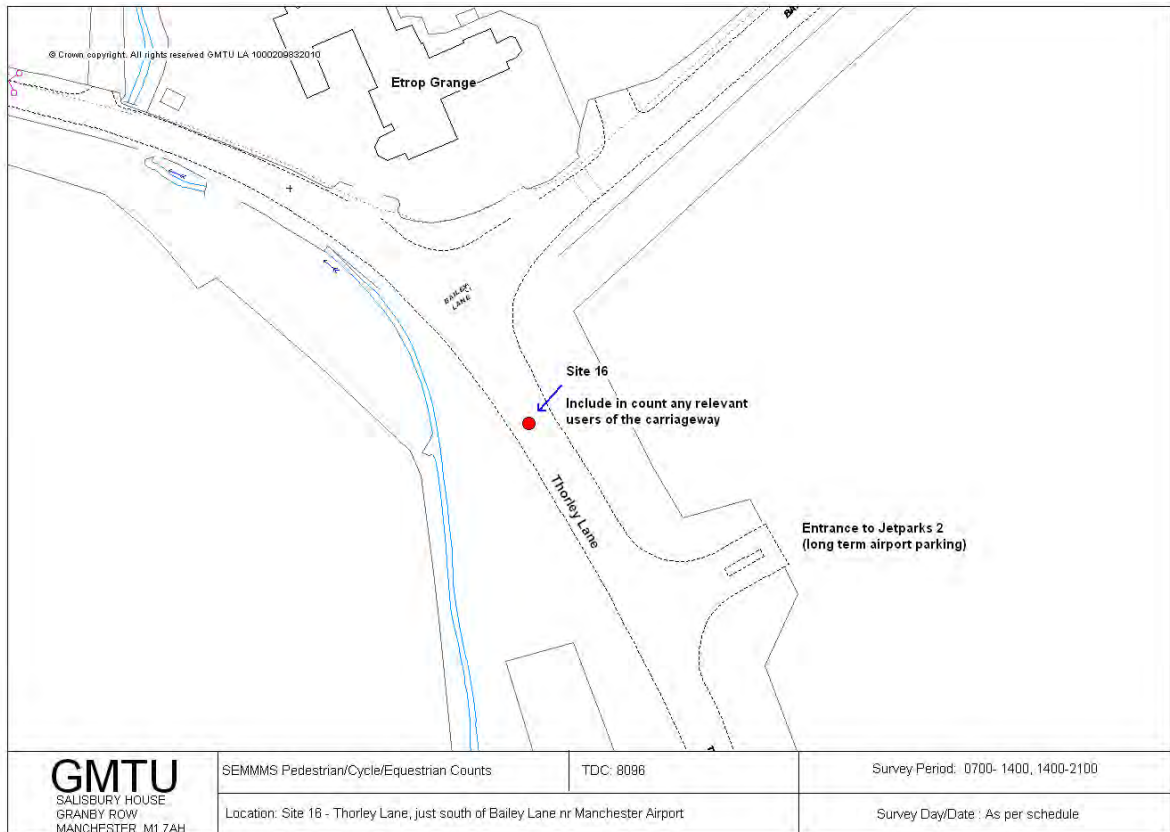 © Crown copyright. All rights reserved GMTU LA 1000209832010
Etrop Grange
BAILEY
LANE
Site 16
Include in count any relevant
users of the carriageway
Thorley Lane
Entrance to Jetparks 2
(long term airport parking)
GMTU
SALISBURY HOUSE
GRANBY ROW
MANCHESTER M1 7AH
SEMMMS Pedestrian/Cycle/Equestrian Counts
TDC: 8096
Survey Period: 0700- 1400, 1400-2100
Location: Site 16 - Thorley Lane, just south of Bailey Lane nr Manchester Airport
Survey Day/Date : As per schedule